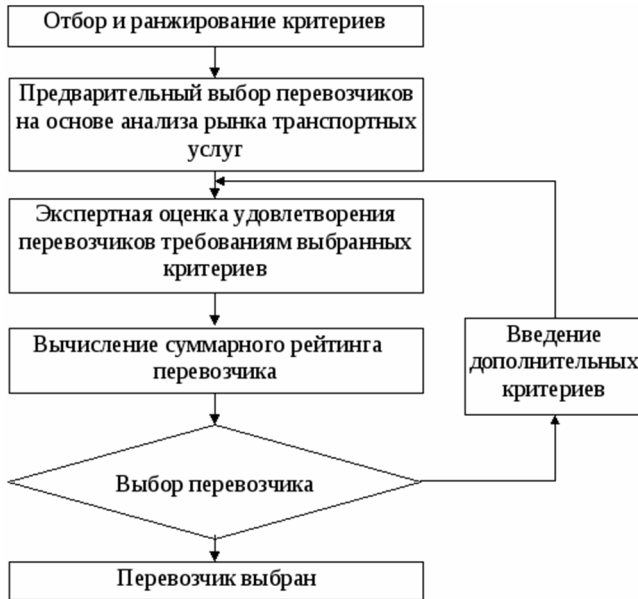 Отбор и ранжирование критериев
Предварительный выбор перевозчиков
на основе анализа рынка транспортных
услуг
Экспертная оценка удовлетворения
перевозчиков требованиям выбранных
критериев
Вычисление суммарного рейтинга
перевозчика
Введение
дополнительных
критериев
Выбор перевозчика
Перевозчик выбран